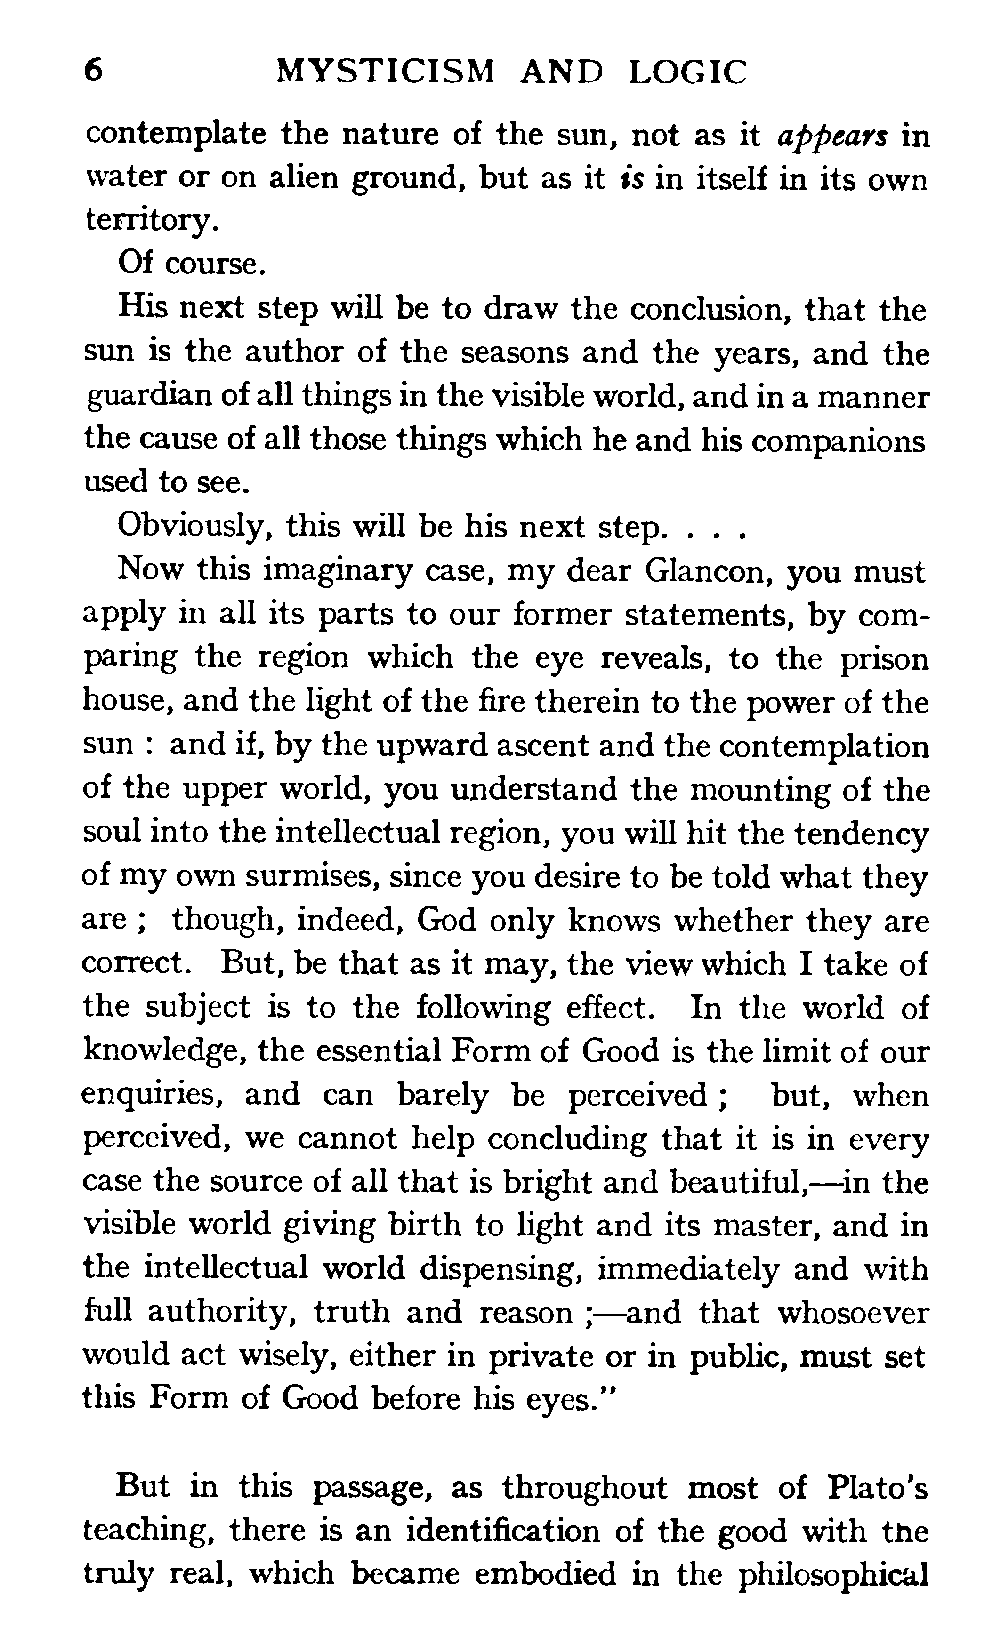 6 MYSTICISM AND LOGIC
contemplate the nature of the sun, not as it appears in
water or on alien ground, but as it is in itself in its own
territory.
Of course.
His next step will be to draw the conclusion, that the
sun is the author of the seasons and the years, and the
guardian of all things in the visible world, and in a manner
the cause of all those things which he and his companions
used to see.
Obviously, this will be his next step. . . .
Now this imaginary case, my dear Glancon, you must
apply in all its parts to our former statements, by com-
paring the region which the eye reveals, to the prison
house, and the light of the fire therein to the power of the
sun : and if, by the upward ascent and the contemplation
of the upper world, you understand the mounting of the
soul into the intellectual region, you will hit the tendency
of my own surmises, since you desire to be told what they
are ; though, indeed, God only knows whether they are
correct. But, be that as it may, the view which I take of
the subject is to the following effect. In the world of
knowledge, the essential Form of Good is the limit of our
enquiries, and can barely be perceived ; but, when
perceived, we cannot help concluding that it is in every
case the source of all that is bright and beautiful,—in the
visible world giving birth to light and its master, and in
the intellectual world dispensing, immediately and with
full authority, truth and reason ;—and that whosoever
would act wisely, either in private or in public, must set
this Form of Good before his eyes."
But in this passage, as throughout most of Plato's
teaching, there is an identification of the good with the
truly real, which became embodied in the philosophical